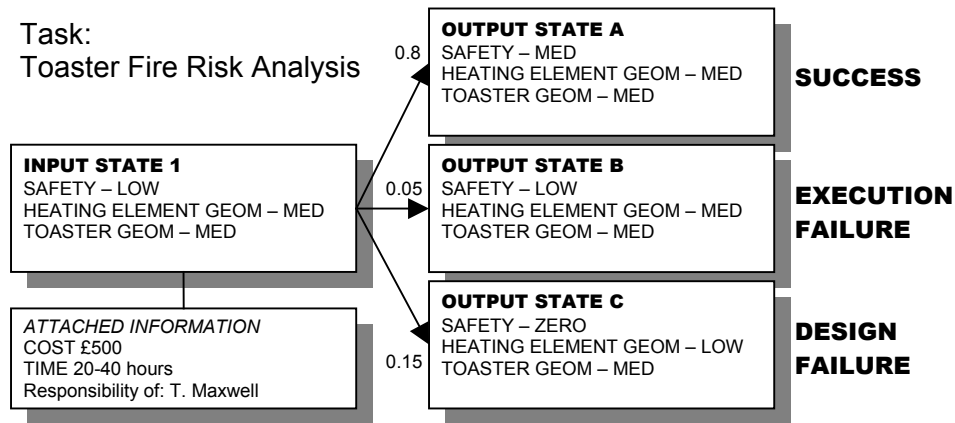 Task:
Toaster Fire Risk Analysis
INPUT STATE 1
SAFETY – LOW
HEATING ELEMENT GEOM – MED
TOASTER GEOM – MED
ATTACHED INFORMATION
COST £500
TIME 20-40 hours
Responsibility of: T. Maxwell
0.8
OUTPUT STATE A
SAFETY – MED
HEATING ELEMENT GEOM – MED
TOASTER GEOM – MED
SUCCESS
0.05
OUTPUT STATE B
SAFETY – LOW
HEATING ELEMENT GEOM – MED
TOASTER GEOM – MED
EXECUTION
FAILURE
0.15
OUTPUT STATE C
SAFETY – ZERO
HEATING ELEMENT GEOM – LOW
TOASTER GEOM – MED
DESIGN
FAILURE